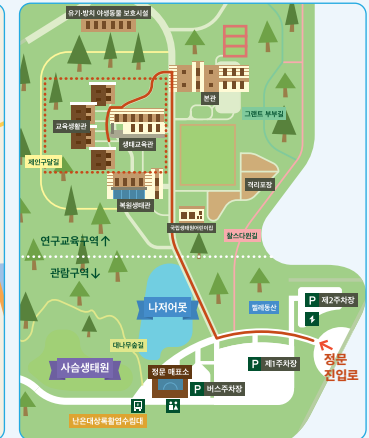 유기·방치 야생동물 보호시설
본관
그랜트 부부길
교육생활관
생태교육관
제인구달길
격리포장
복원생태관
국립생태원어린이집
찰스다윈길
연구교육구역↑
관람구역↓
나저어못
뻘레동산
P 제2주차장
대나무숲길
정문
진입로
사슴생태원
정문 매표소
P 제1주차장
P 버스주차장
난온대상록활엽수림대